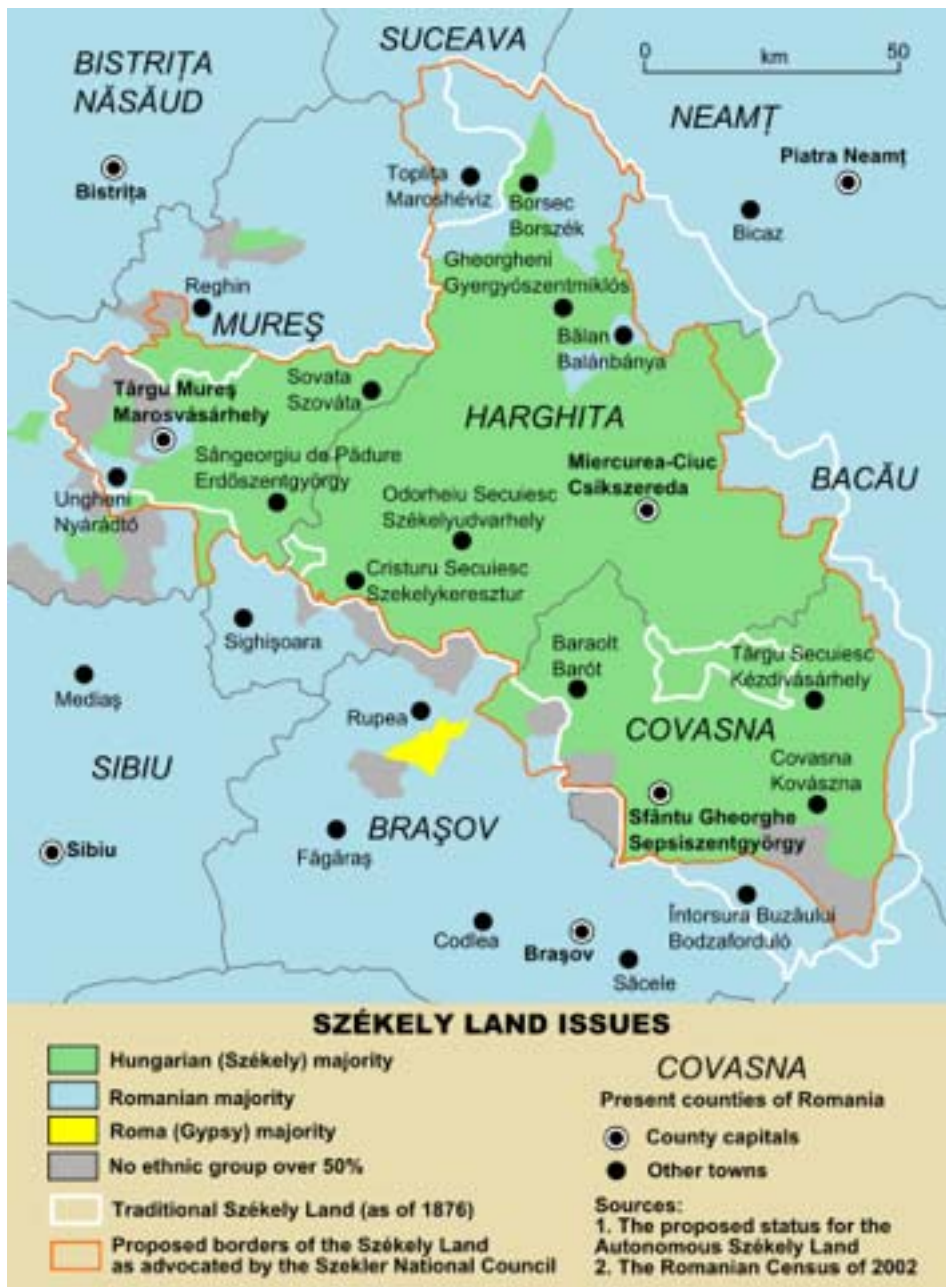 SUCEAVA
BISTRIȚA
NĂSĂUD
0
50
km
NEAMȚ
Piatra Neamț
Bistrița
Toplița
Maroshévíz
Borsec
Borszék
Bicaz
Gheorgheni
Gyergyószentmiklós
Reghin
MUREŞ
Bălan
Balánbánya
Târgu Mureş
Marosvásárhely
Sovata
Szováta
HARGHITA
Sângeorgiu de Pădure
Erdőszentgyörgy
Miercurea-Ciuc
Csikszereda
BACĂU
Ungheni
Nyárádtő
Odorheiu Secuiesc
Székelyudvarhely
Cristuru Secuiesc
Szekelykeresztur
Sighişoara
Baraolt
Barót
Târgu Secuiesc
Kézdivásárhely
Mediaş
Rupea
COVASNA
SIBIU
Covasna
Kovászna
Sfântu Gheorghe
Sepsiszentgyörgy
BRAŞOV
Sibiu
Făgăraş
Întorsura Buzăului
Bodzaforduló
Codlea
Braşov
Săcele
SZÉKELY LAND ISSUES
Hungarian (Székely) majority
Romanian majority
Roma (Gypsy) majority
No ethnic group over 50%
Traditional Székely Land (as of 1876)
Proposed borders of the Székely Land
as advocated by the Szekler National Council
COVASNA
Present counties of Romania
County capitals
Other towns
Sources:
1. The proposed status for the
Autonomous Székely Land
2. The Romanian Census of 2002